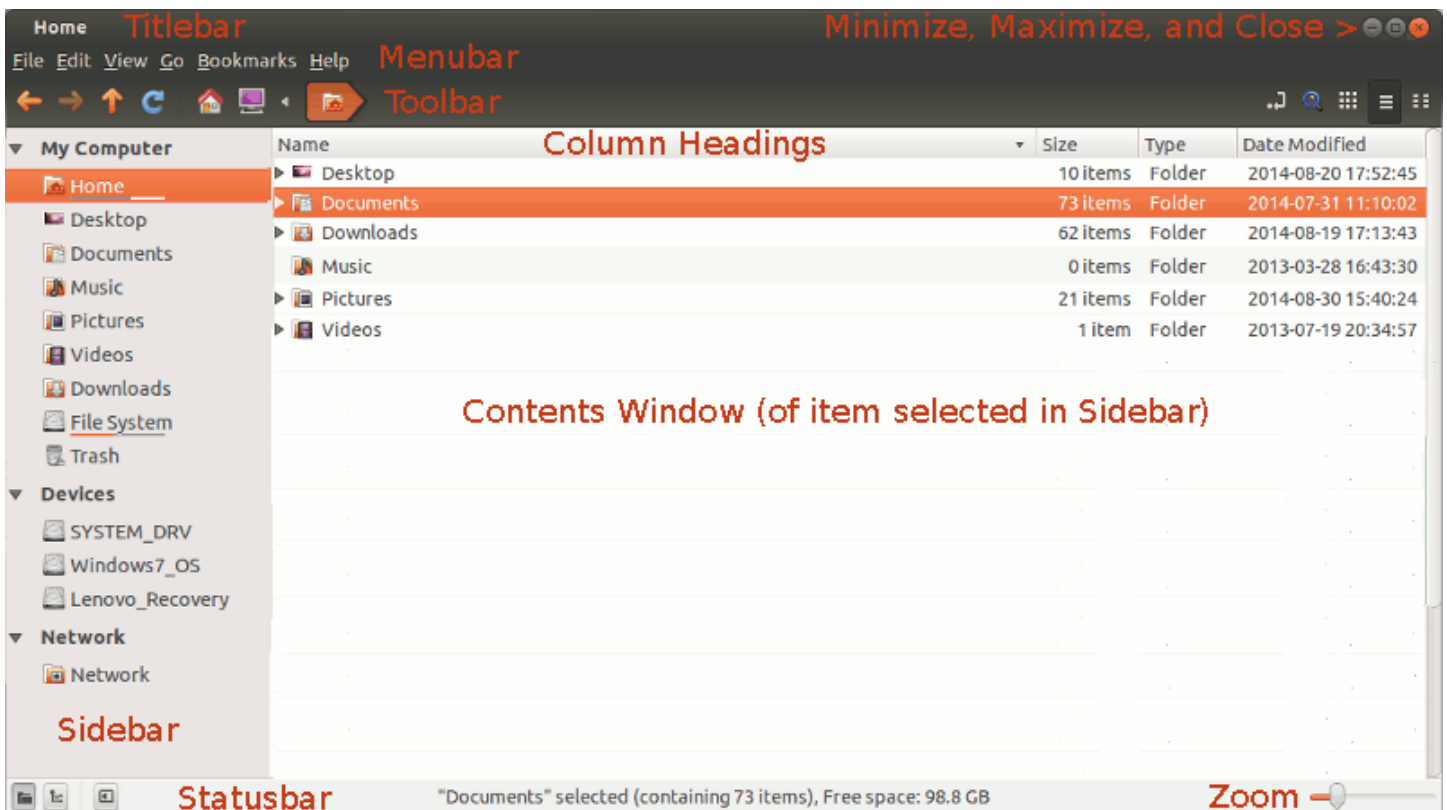 Home Titlebar Minimize, Maximize, and Close >
File Edit View Go Bookmarks Help Menubar
Toolbar
My Computer
Home
Desktop
Documents
Music
Pictures
Videos
Downloads
File System
Trash
Devices
SYSTEM_DRV
Windows7_OS
Lenovo_Recovery
Network
Network
Sidebar
Name Column Headings Size Type Date Modified
Desktop 10 items Folder 2014-08-20 17:52:45
Documents 73 items Folder 2014-07-31 11:10:02
Downloads 62 items Folder 2014-08-19 17:13:43
Music 0 items Folder 2013-03-28 16:43:30
Pictures 21 items Folder 2014-08-30 15:40:24
Videos 1 item Folder 2013-07-19 20:34:57
Contents Window (of item selected in Sidebar)
Statusbar "Documents" selected (containing 73 items), Free space: 98.8 GB Zoom